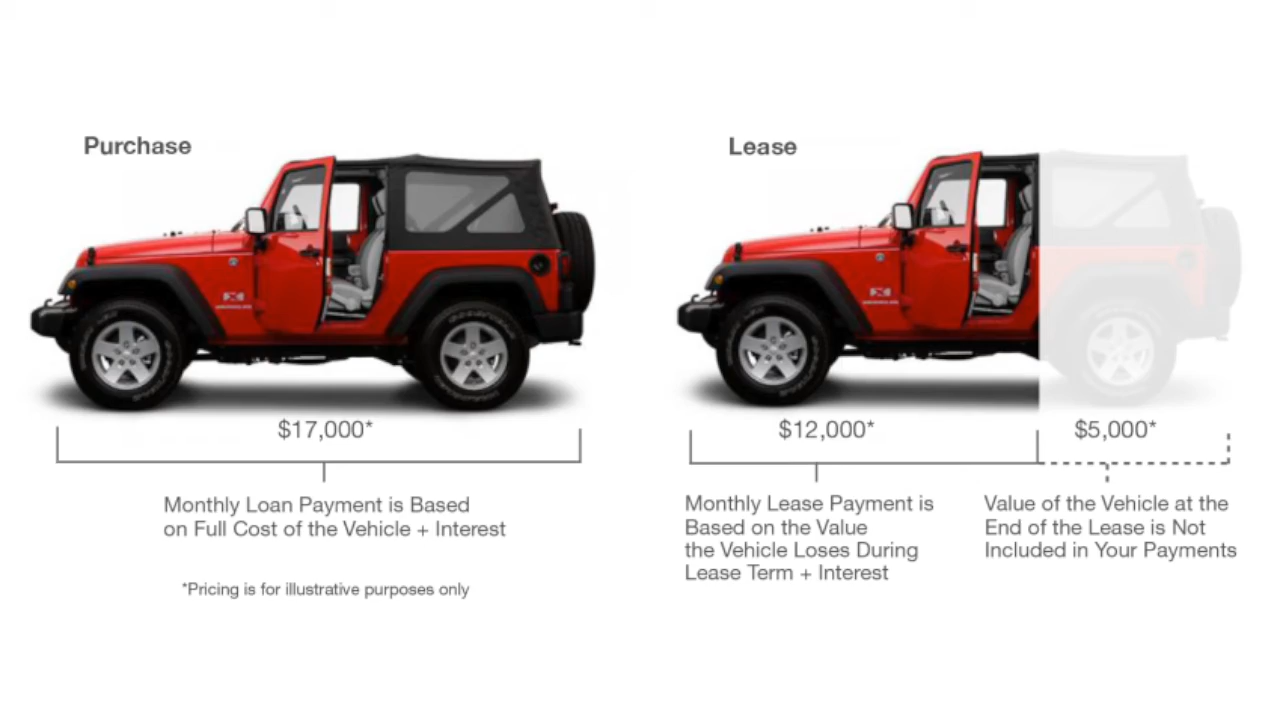 Purchase
$17,000*
Monthly Loan Payment is Based
on Full Cost of the Vehicle + Interest
*Pricing is for illustrative purposes only
Lease
$12,000*
Monthly Lease Payment is
Based on the Value
the Vehicle Loses During
Lease Term + Interest
$5,000*
Value of the Vehicle at the
End of the Lease is Not
Included in Your Payments